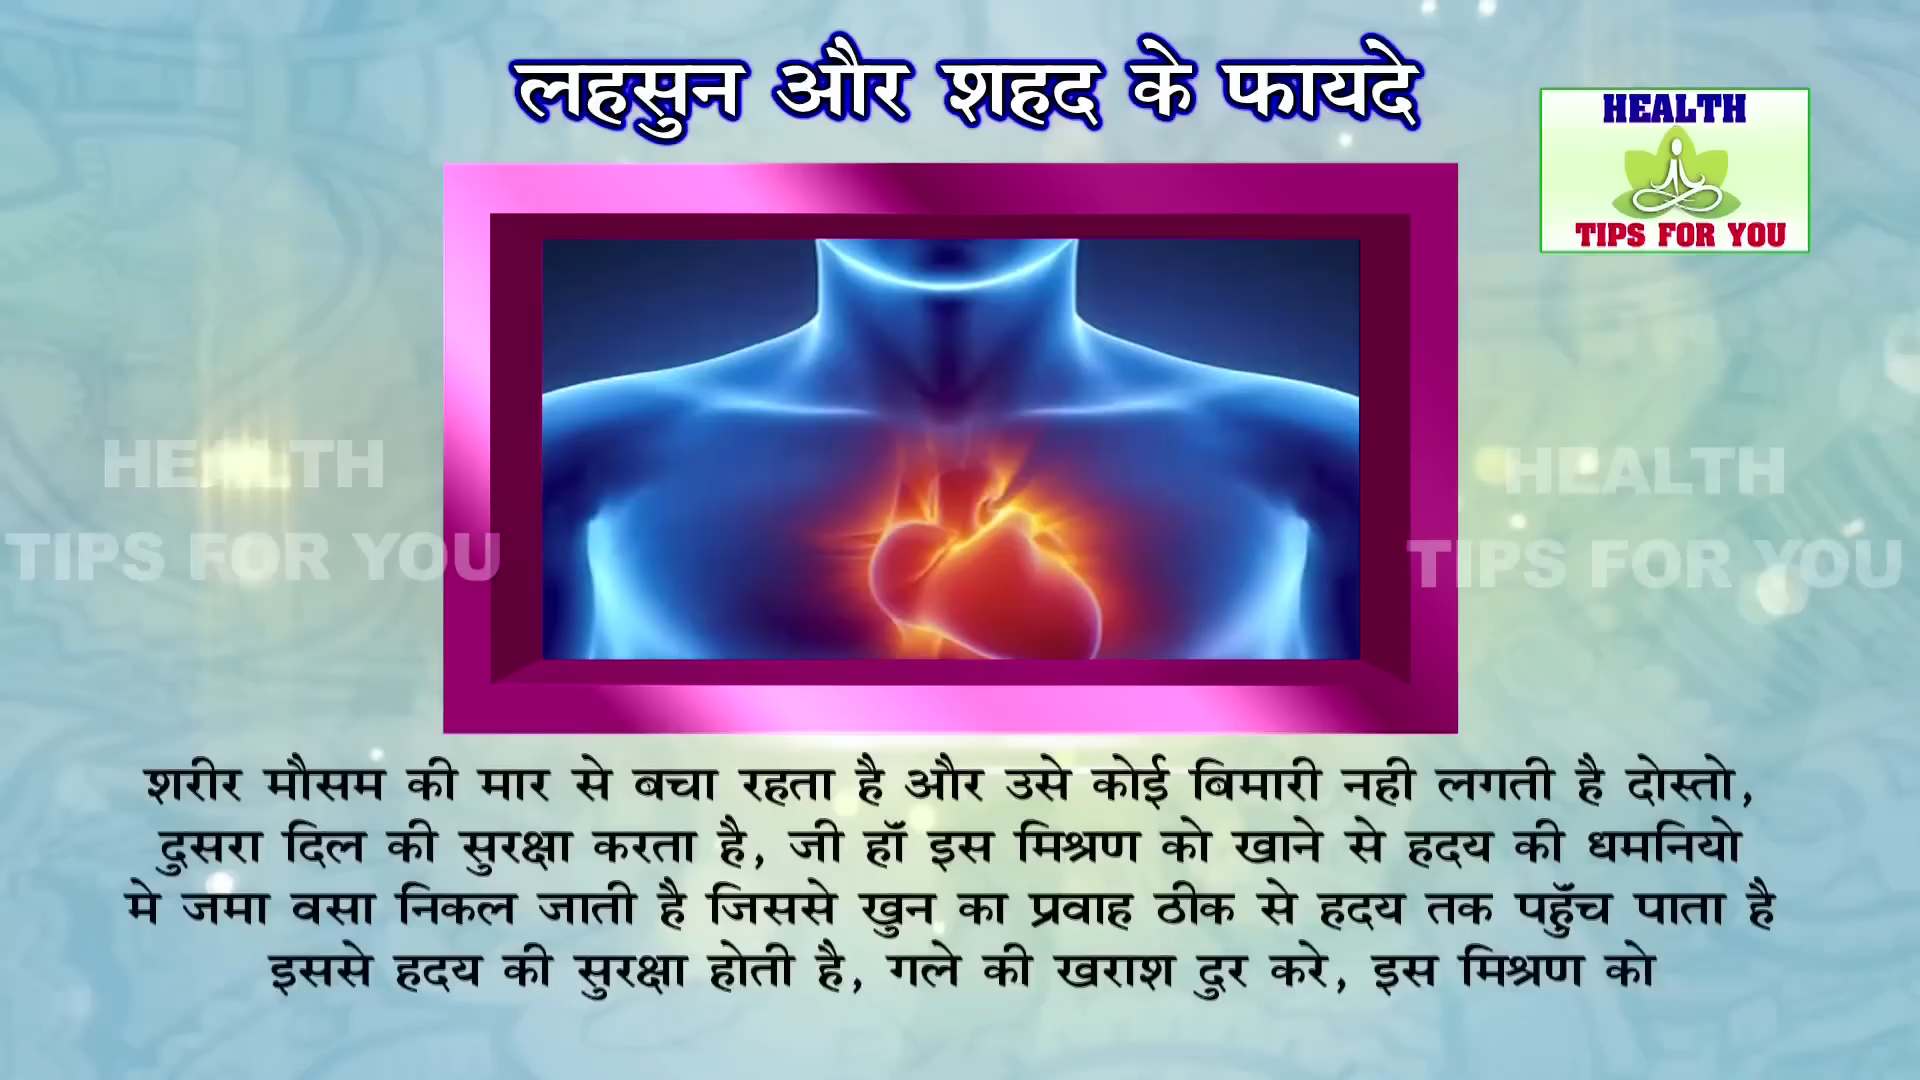 लहसुन और शहद के फायदे
HEALTH
TIPS FOR YOU
HEALTH
TIPS FOR YOU
HEALTH
TIPS FOR YOU
शरीर मौसम की मार से बचा रहता है और उसे कोई बिमारी नही लगती है दोस्तो,
दुसरा दिल की सुरक्षा करता है, जी हॉ इस मिश्रण को खाने से हदय की धमनियो
मे जमा वसा निकल जाती है जिससे खुन का प्रवाह ठीक से हदय तक पहुॅच पाता है
इससे हदय की सुरक्षा होती है, गले की खराश दुर करे, इस मिश्रण को